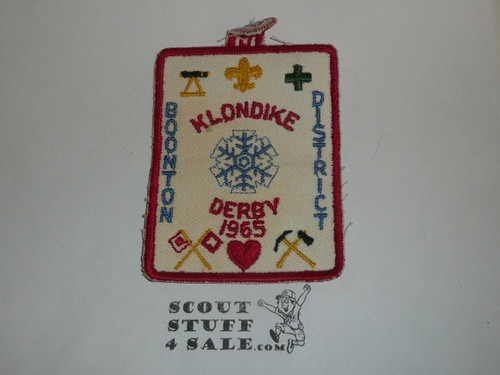 KLONDIKE
BOONTON
DISTRICT
DERBY
1965
SCOUT
STUFF
4 SALE.com